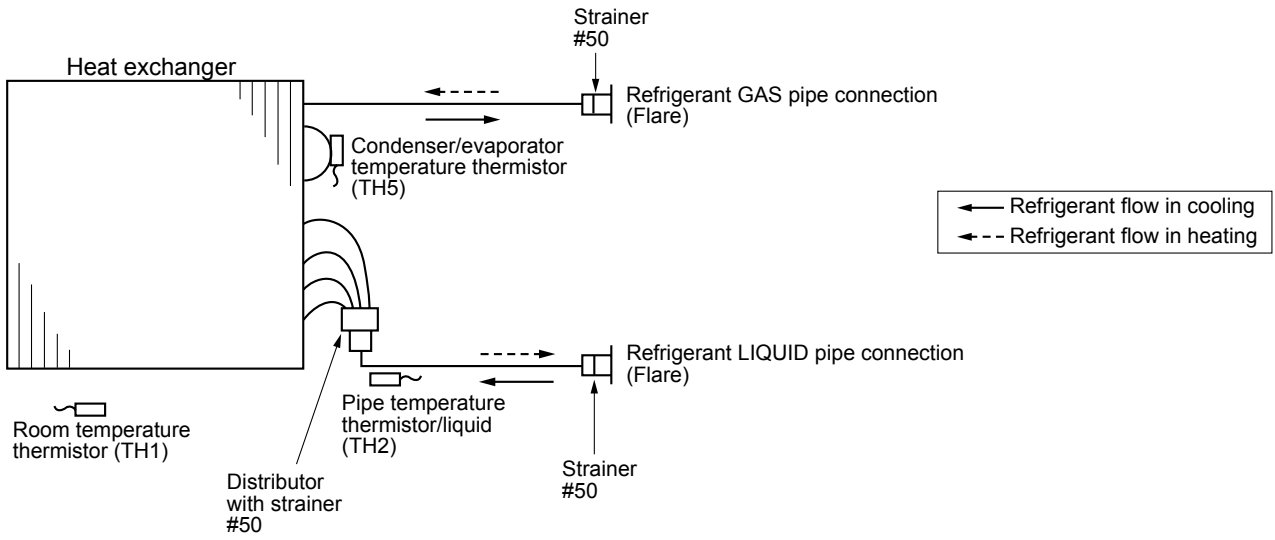 Strainer
#50
Heat exchanger
Refrigerant GAS pipe connection
(Flare)
Condenser/evaporator
temperature thermistor
(TH5)
Refrigerant flow in cooling
Refrigerant flow in heating
Refrigerant LIQUID pipe connection
(Flare)
Pipe temperature
thermistor/liquid
(TH2)
Room temperature
thermistor (TH1)
Strainer
#50
Distributor
with strainer
#50